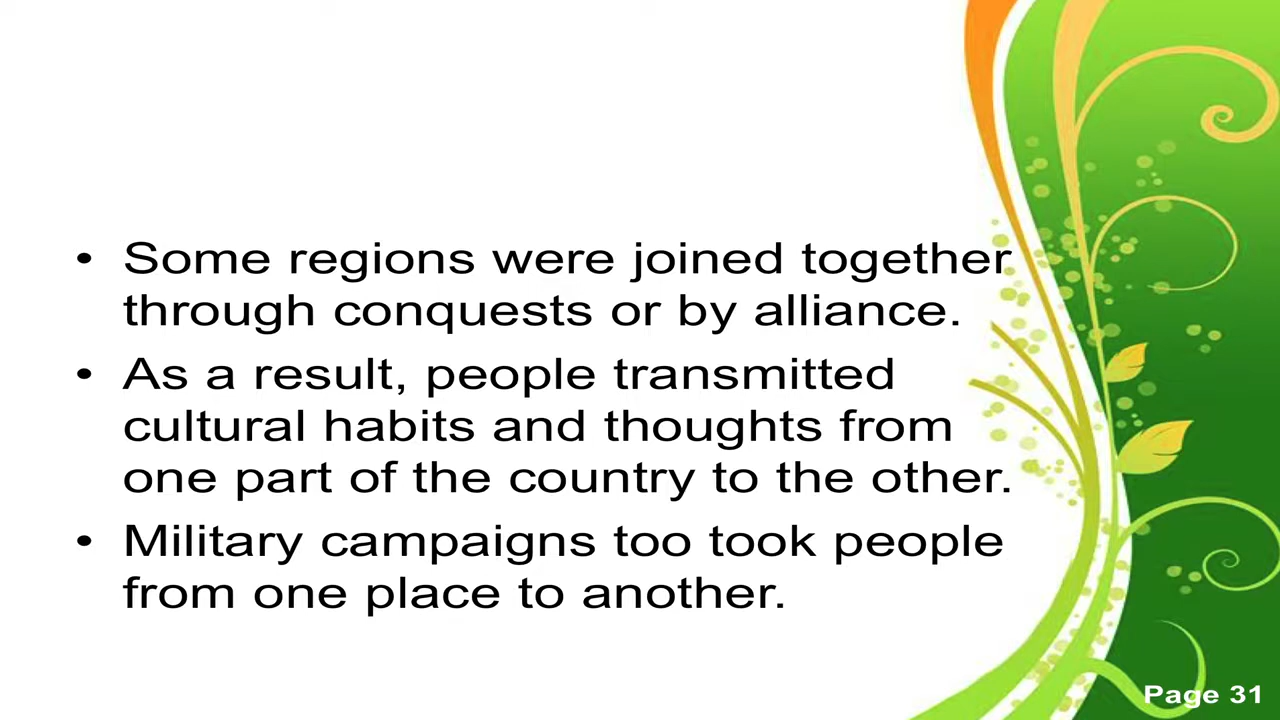 • Some regions were joined together
through conquests or by alliance.
• As a result, people transmitted
cultural habits and thoughts from
one part of the country to the other.
• Military campaigns too took people
from one place to another.
Page 31